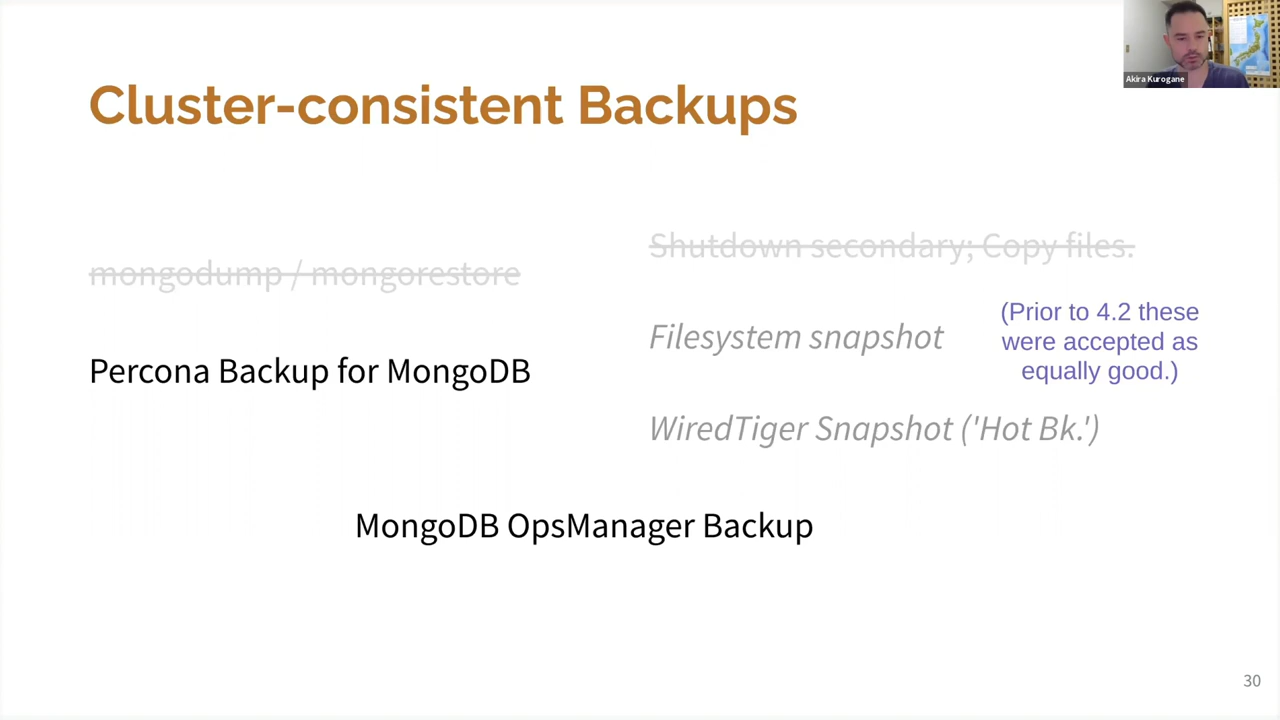 Akira Kurogane
Cluster-consistent Backups
mongodump / mongorestore
Percona Backup for MongoDB
Shutdown secondary; Copy files.
Filesystem snapshot
(Prior to 4.2 these
were accepted as
equally good.)
WiredTiger Snapshot ('Hot Bk.')
MongoDB OpsManager Backup
30